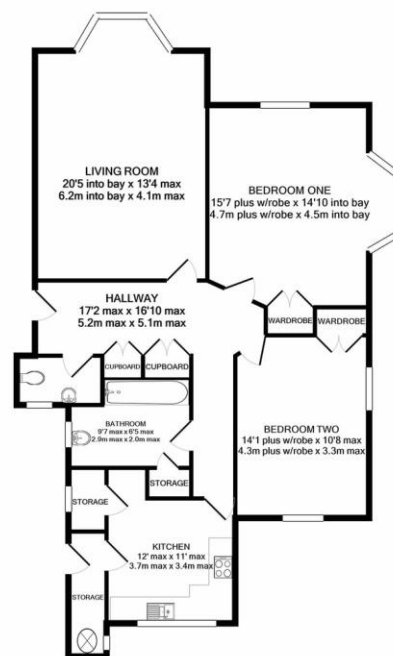 LIVING ROOM
20'5 into bay x 13'4 max
6.2m into bay x 4.1m max
BEDROOM ONE
15'7 plus w/robe x 14'10 into bay
4.7m plus w/robe x 4.5m into bay
HALLWAY
17'2 max x 16'10 max
5.2m max x 5.1m max
WARDROBE
WARDROBE
CUPBOARD
CUPBOARD
BATHROOM
9'7 max x 6'5 max
2.9m max x 2.0m max
BEDROOM TWO
14'1 plus w/robe x 10'8 max
4.3m plus w/robe x 3.3m max
STORAGE
STORAGE
KITCHEN
12' max x 11' max
3.7m max x 3.4m max
STORAGE